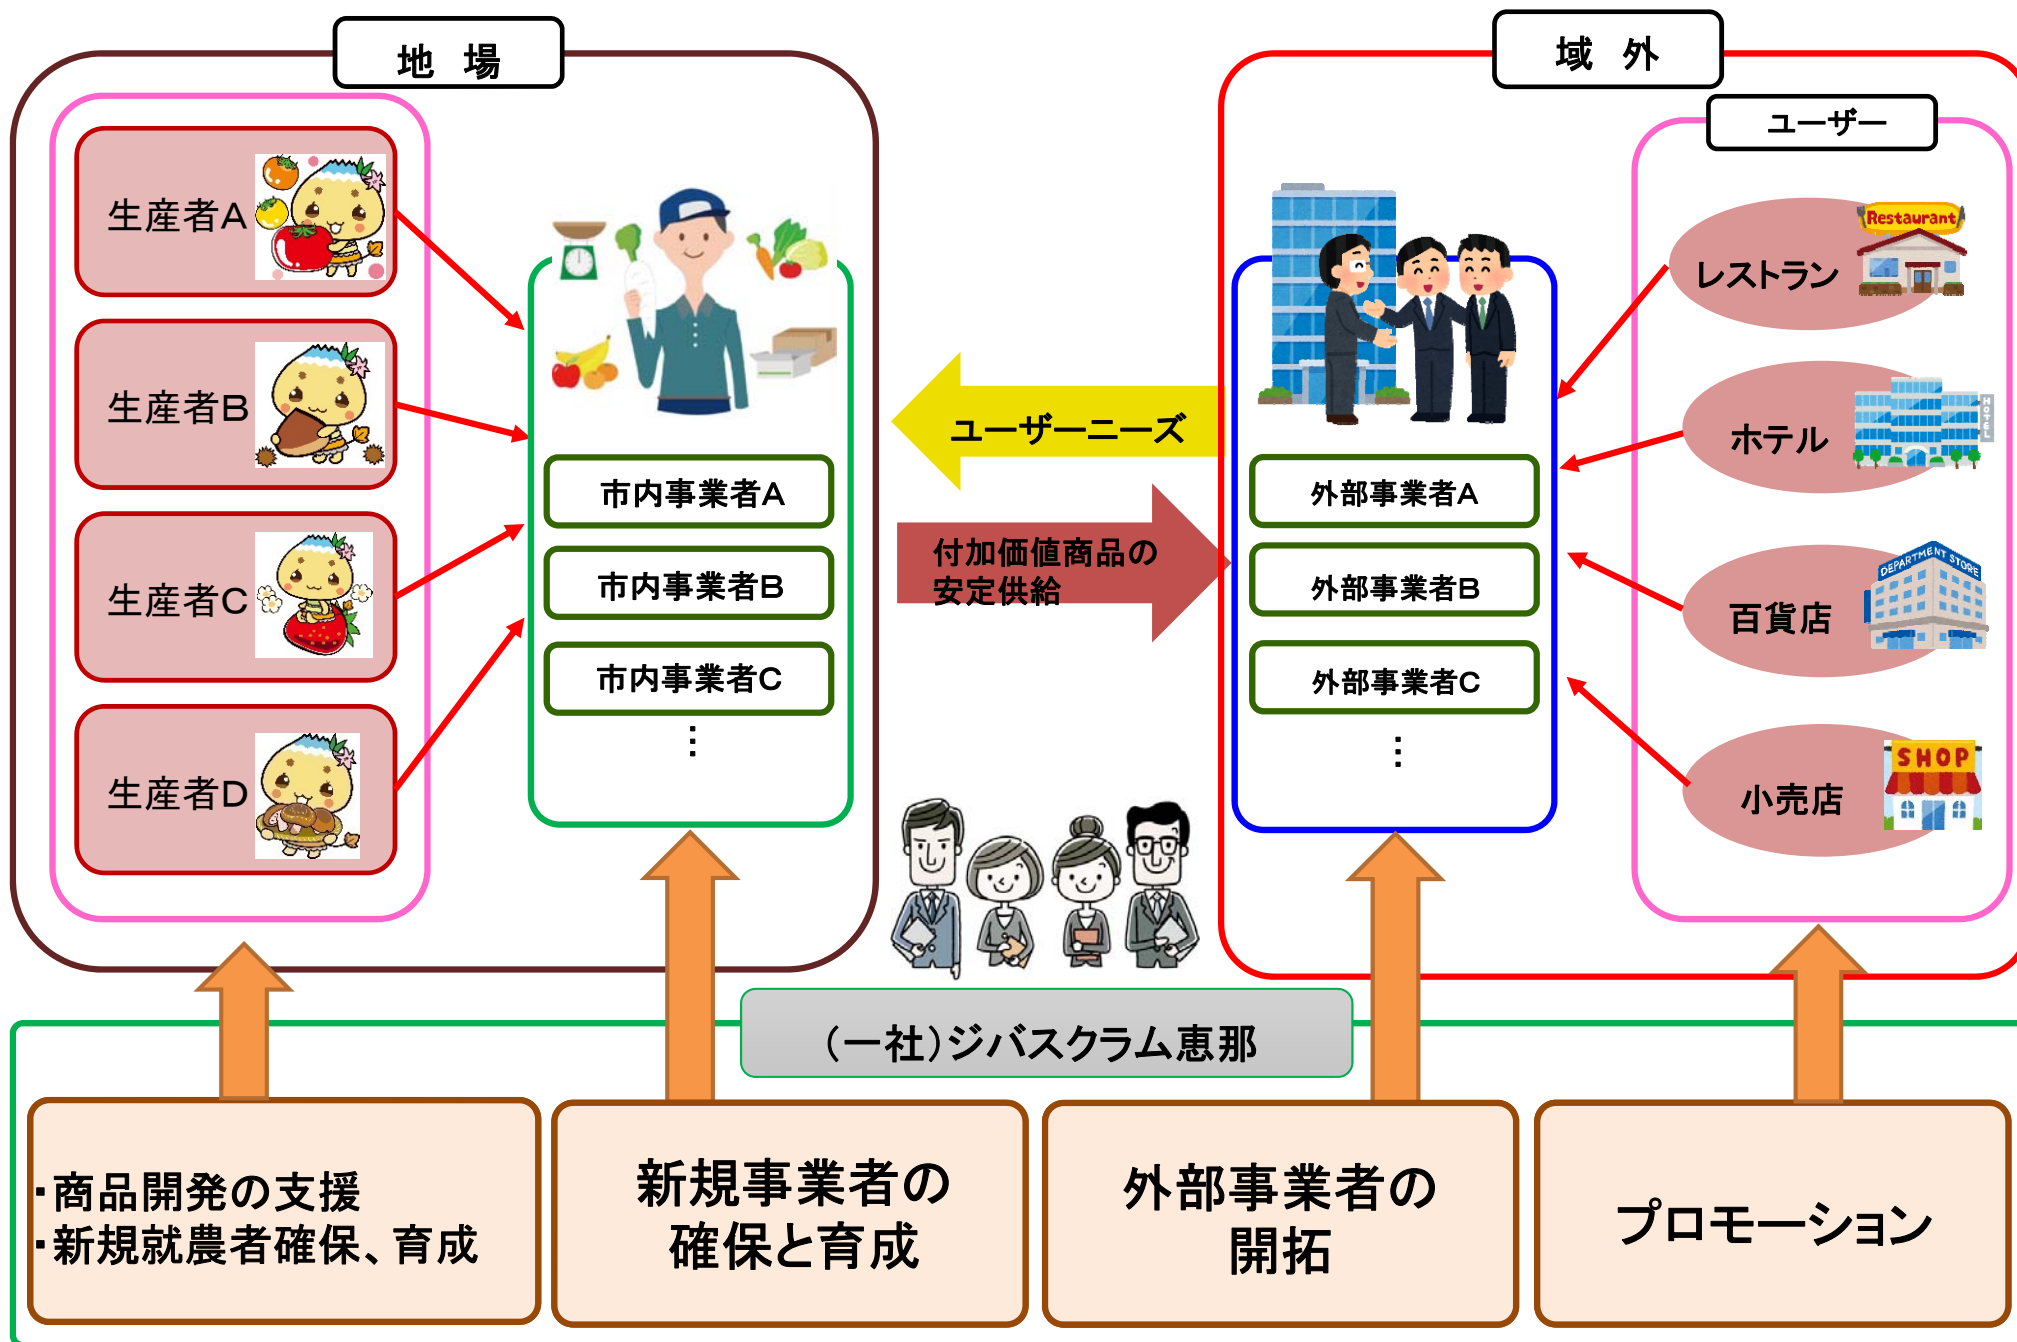 地　場
生産者A
生産者B
生産者C
生産者D
市内事業者A
市内事業者B
市内事業者C
⋮
ユーザーニーズ
付加価値商品の
安定供給
域　外
外部事業者A
外部事業者B
外部事業者C
⋮
ユーザー
レストラン
Restaurant
ホテル
HOTEL
百貨店
DEPARTMENT STORE
小売店
SHOP
（一社）ジバスクラム恵那
・商品開発の支援
・新規就農者確保、育成
新規事業者の
確保と育成
外部事業者の
開拓
プロモーション